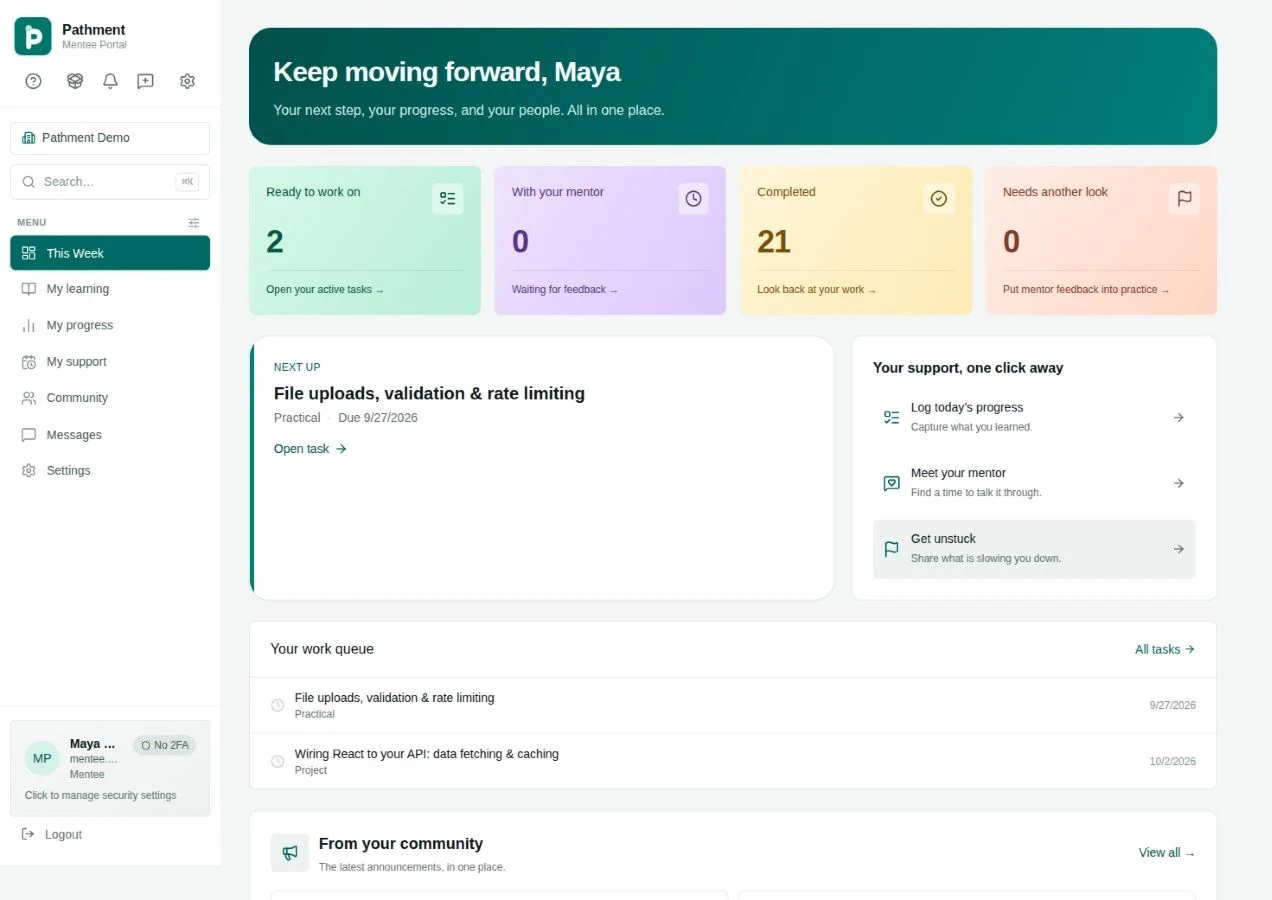 Pathment
Mentee Portal
Pathment Demo
Search…
⌘K
MENU
This Week
My learning
My progress
My support
Community
Messages
Settings
MP
Maya ...
No 2FA
mentee....
Mentee
Click to manage security settings
Logout
Keep moving forward, Maya
Your next step, your progress, and your people. All in one place.
Ready to work on
2
Open your active tasks →
With your mentor
0
Waiting for feedback →
Completed
21
Look back at your work →
Needs another look
0
Put mentor feedback into practice →
NEXT UP
File uploads, validation & rate limiting
Practical · Due 9/27/2026
Open task →
Your support, one click away
Log today's progress
Capture what you learned.
Meet your mentor
Find a time to talk it through.
Get unstuck
Share what is slowing you down.
Your work queue
All tasks →
File uploads, validation & rate limiting
Practical
9/27/2026
Wiring React to your API: data fetching & caching
Project
10/2/2026
From your community
The latest announcements, in one place.
View all →